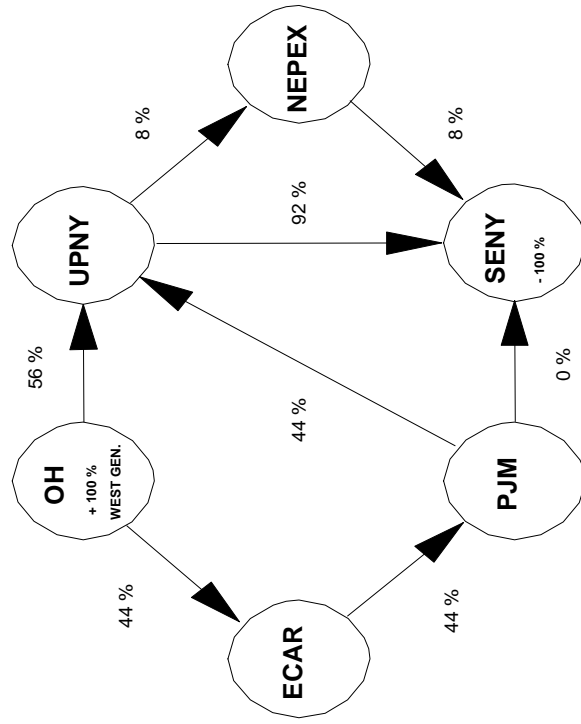 56 %
OH
+ 100 %
WEST GEN.
UPNY
44 %
8 %
ECAR
44 %
92 %
NEPEX
44 %
8 %
PJM
SENY
- 100 %
0 %